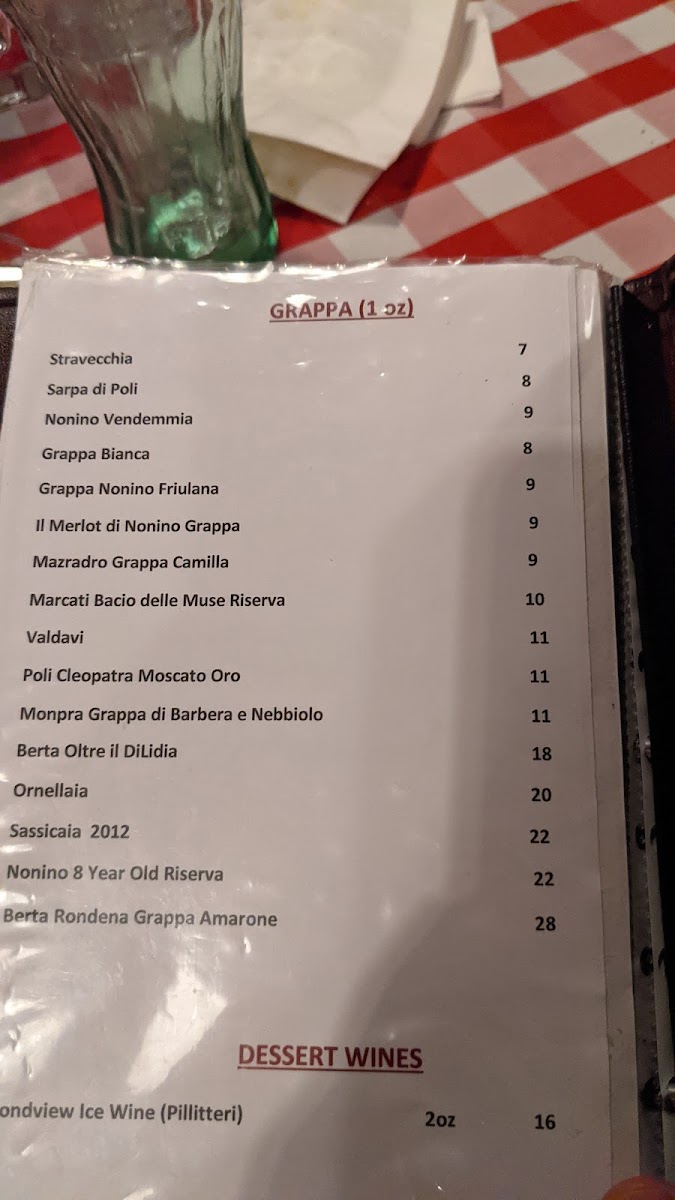 GRAPPA (1 oz)
Stravecchia 7
Sarpa di Poli 8
Nonino Vendemmia 9
Grappa Bianca 8
Grappa Nonino Friulana 9
Il Merlot di Nonino Grappa 9
Mazradro Grappa Camilla 9
Marcati Bacio delle Muse Riserva 10
Valdavi 11
Poli Cleopatra Moscato Oro 11
Monpra Grappa di Barbera e Nebbiolo 11
Berta Oltre il DiLidia 18
Ornellaia 20
Sassicaia 2012 22
Nonino 8 Year Old Riserva 22
Berta Rondena Grappa Amarone 28
DESSERT WINES
ondview Ice Wine (Pillitteri) 2oz 16